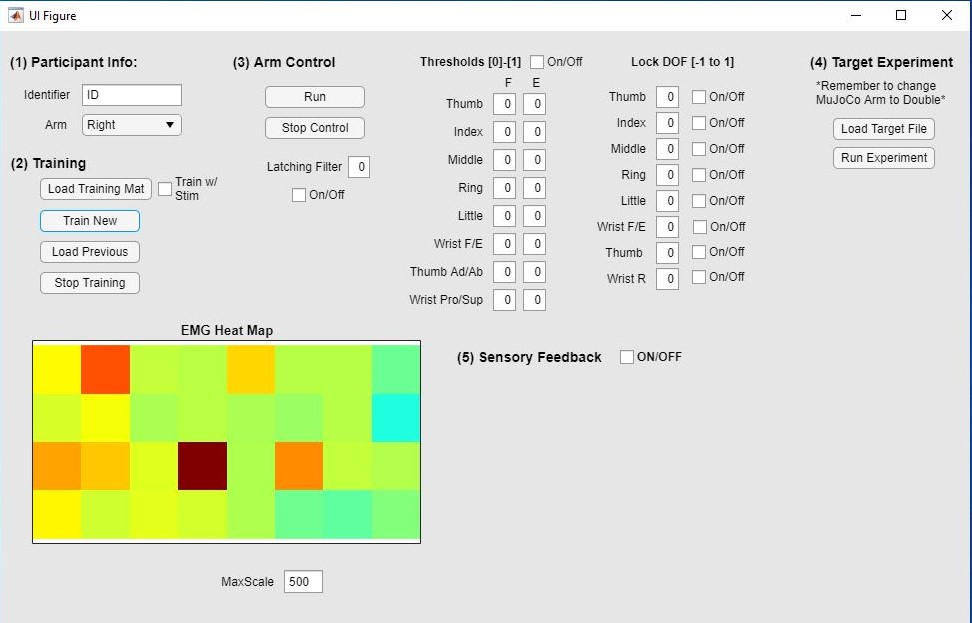 UI Figure
(1) Participant Info:
Identifier ID
Arm Right
(2) Training
Load Training Mat Train w/
Stim
Train New
Load Previous
Stop Training
(3) Arm Control
Run
Stop Control
Latching Filter 0
On/Off
Thresholds [0]-[1] On/Off
F E
Thumb 0 0
Index 0 0
Middle 0 0
Ring 0 0
Little 0 0
Wrist F/E 0 0
Thumb Ad/Ab 0 0
Wrist Pro/Sup 0 0
Lock DOF [-1 to 1]
Thumb 0 On/Off
Index 0 On/Off
Middle 0 On/Off
Ring 0 On/Off
Little 0 On/Off
Wrist F/E 0 On/Off
Thumb 0 On/Off
Wrist R 0 On/Off
(4) Target Experiment
*Remember to change
MuJoCo Arm to Double*
Load Target File
Run Experiment
EMG Heat Map
MaxScale 500
(5) Sensory Feedback ON/OFF